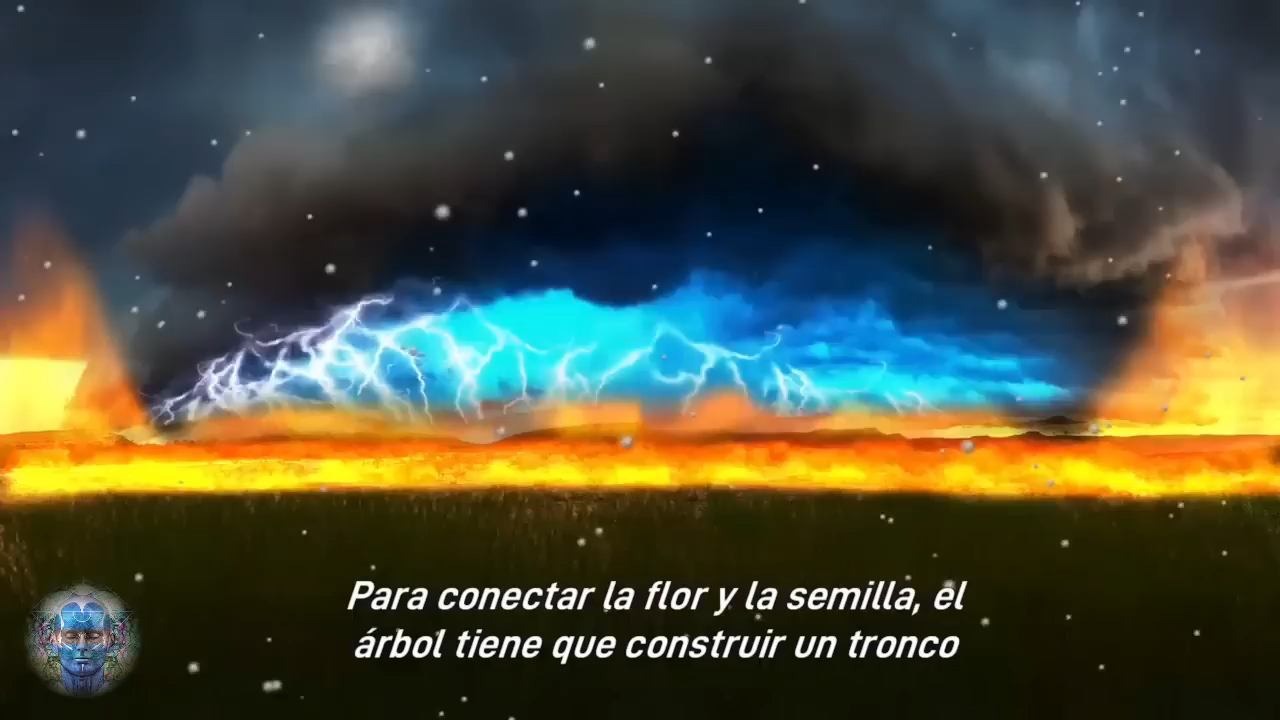 Para conectar la flor y la semilla, el
árbol tiene que construir un tronco